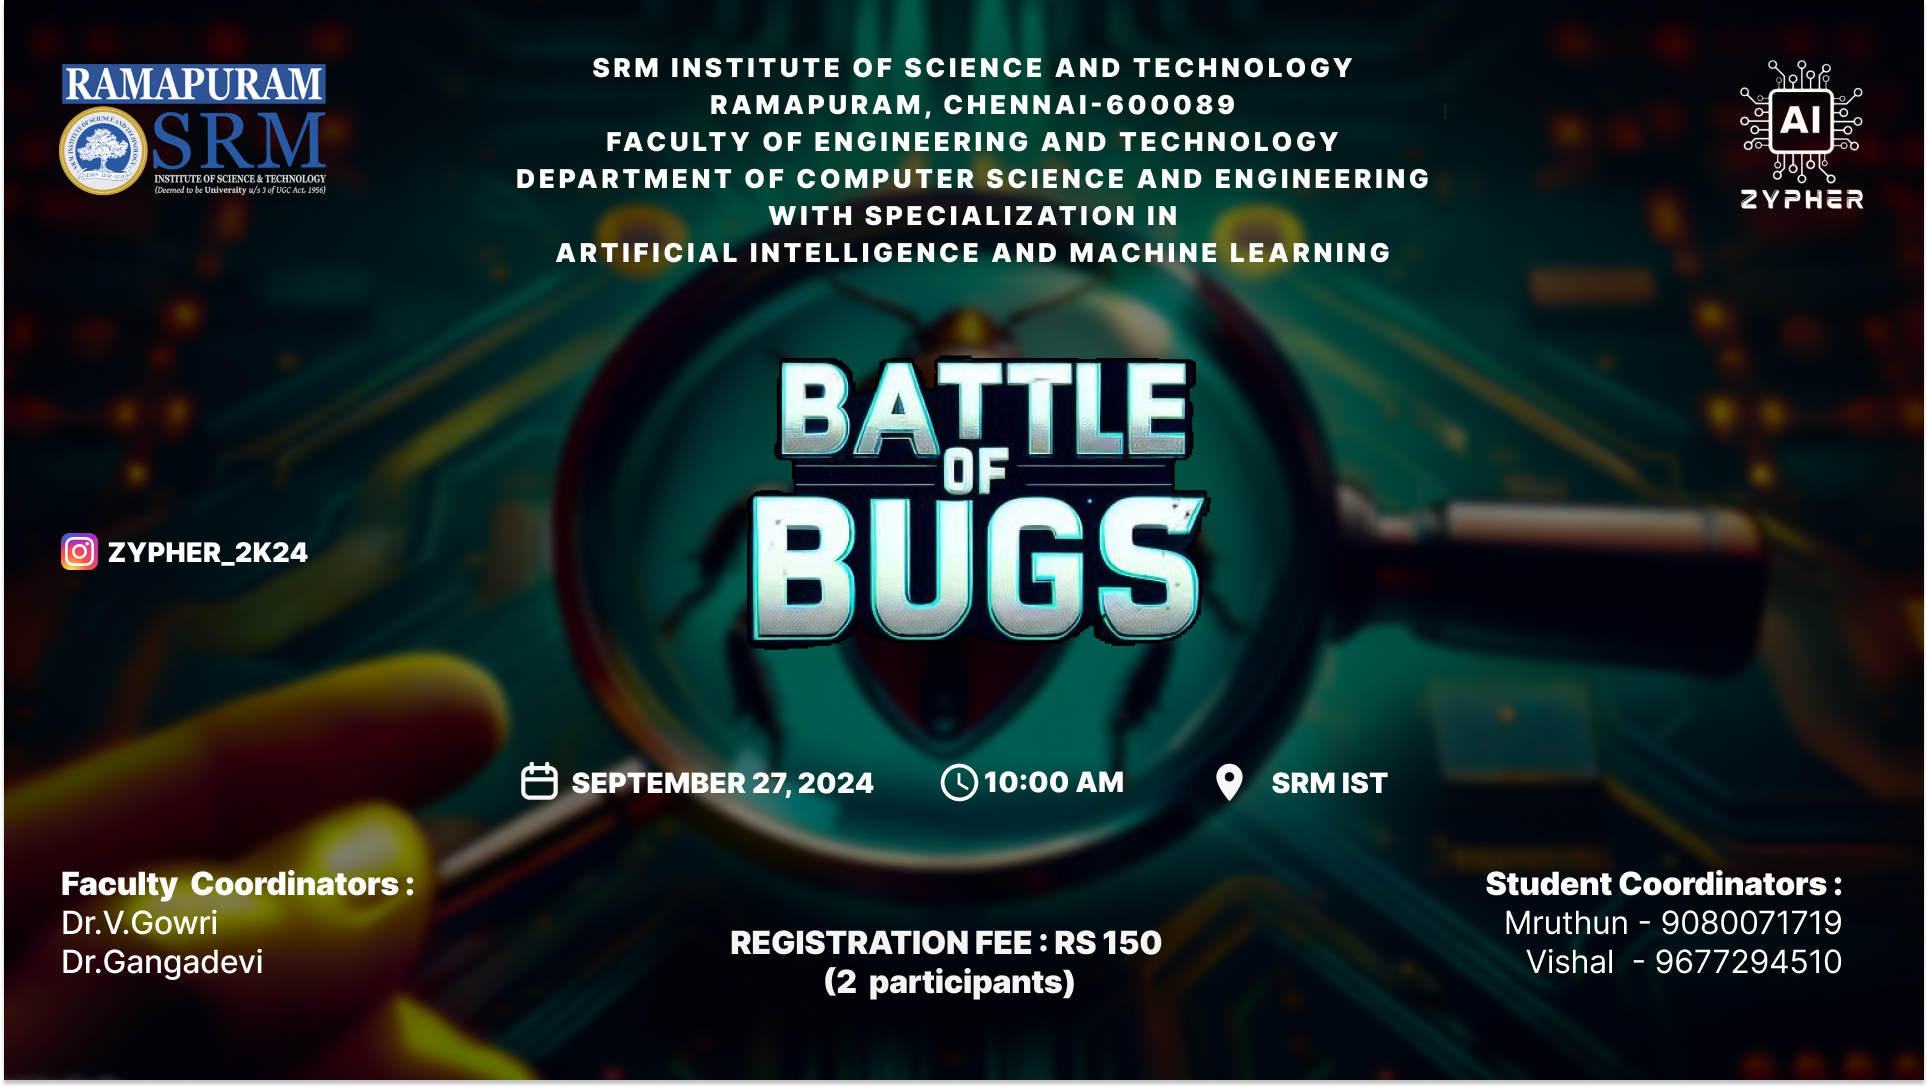 RAMAPURAM
SRM
INSTITUTE OF SCIENCE & TECHNOLOGY
(Deemed to be University u/s 3 of UGC Act, 1956)
SRM INSTITUTE OF SCIENCE AND TECHNOLOGY
RAMAPURAM, CHENNAI-600089
FACULTY OF ENGINEERING AND TECHNOLOGY
DEPARTMENT OF COMPUTER SCIENCE AND ENGINEERING
WITH SPECIALIZATION IN
ARTIFICIAL INTELLIGENCE AND MACHINE LEARNING
AI
ZYPHER
BATTLE
OF
BUGS
ZYPHER_2K24
SEPTEMBER 27, 2024
10:00 AM
SRM IST
Faculty Coordinators :
Dr.V.Gowri
Dr.Gangadevi
REGISTRATION FEE : RS 150
(2 participants)
Student Coordinators :
Mruthun - 9080071719
Vishal - 9677294510